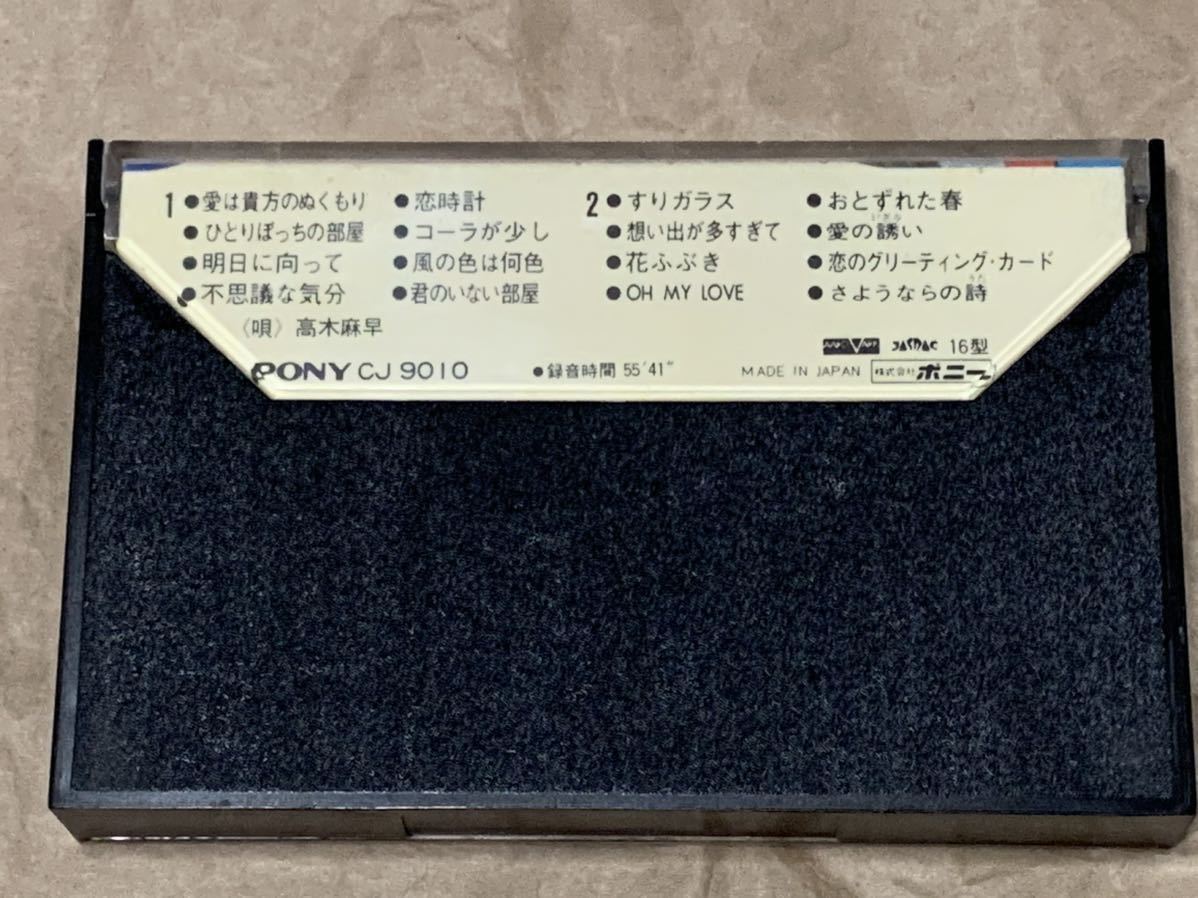 1 ●愛は貴方のぬくもり ●恋時計
●ひとりぼっちの部屋 ●コーラが少し
●明日に向って ●風の色は何色
●不思議な気分 ●君のいない部屋
〈唄〉高木麻早
2 ●すりガラス ●おとずれた春
●想い出が多すぎて ●愛の誘い
●花ふぶき ●恋のグリーティング・カード
●OH MY LOVE ●さようならの詩
JASRAC 16型
PONY CJ 9010 ●録音時間 55′41″ MADE IN JAPAN 株式会社ポニー